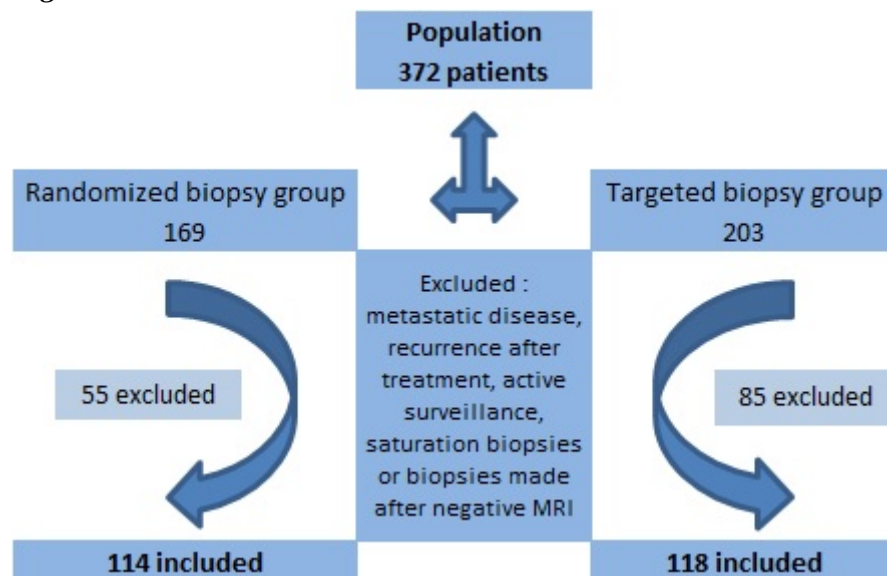 Population
372 patients
Randomized biopsy group
169
Targeted biopsy group
203
Excluded :
metastatic disease,
recurrence after
treatment, active
surveillance,
saturation biopsies
or biopsies made
after negative MRI
55 excluded
85 excluded
114 included
118 included